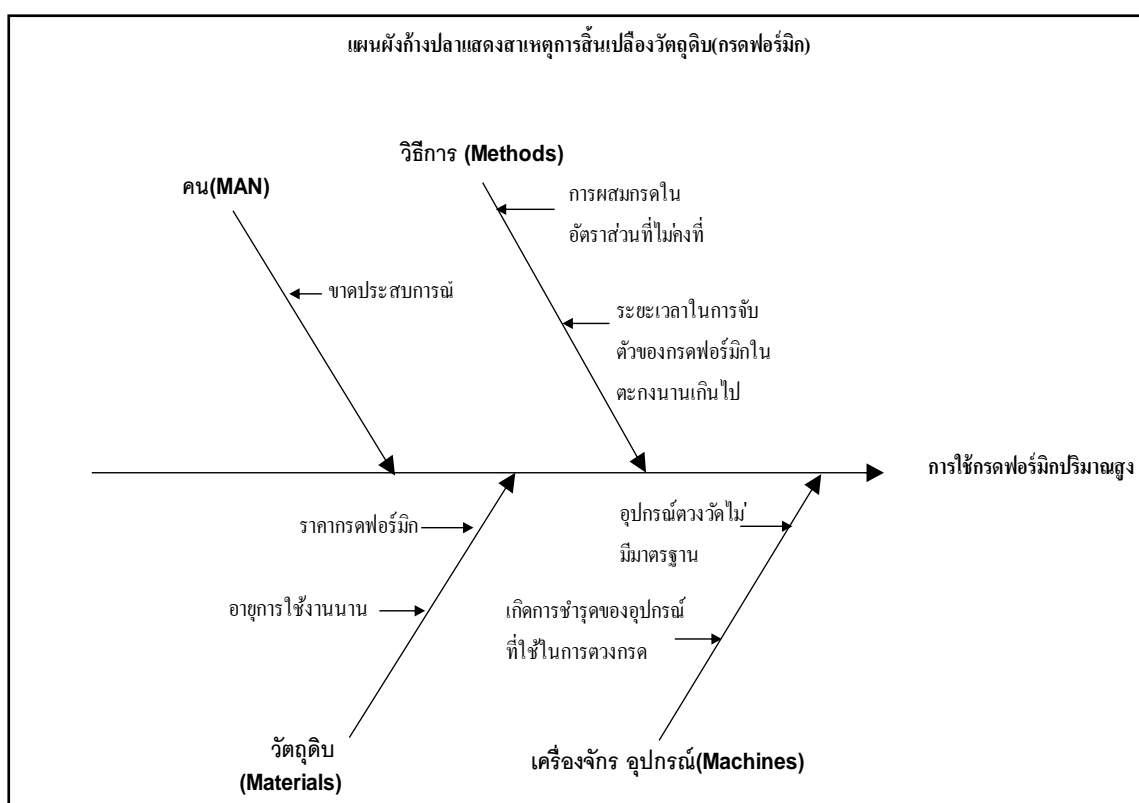 แผนผังก้างปลาแสดงสาเหตุการสิ้นเปลืองวัตถุดิบ(กรดฟอร์มิก)
วิธีการ (Methods)
คน(MAN)
การผสมกรดใน
อัตราส่วนที่ไม่คงที่
ขาดประสบการณ์
ระยะเวลาในการจับ
ตัวของกรดฟอร์มิกใน
ตะกงนานเกินไป
การใช้กรดฟอร์มิกปริมาณสูง
ราคากรดฟอร์มิก
อายุการใช้งานนาน
อุปกรณ์ตวงวัดไม่
มีมาตรฐาน
เกิดการชำรุดของอุปกรณ์
ที่ใช้ในการตวงกรด
วัตถุดิบ
(Materials)
เครื่องจักร อุปกรณ์(Machines)